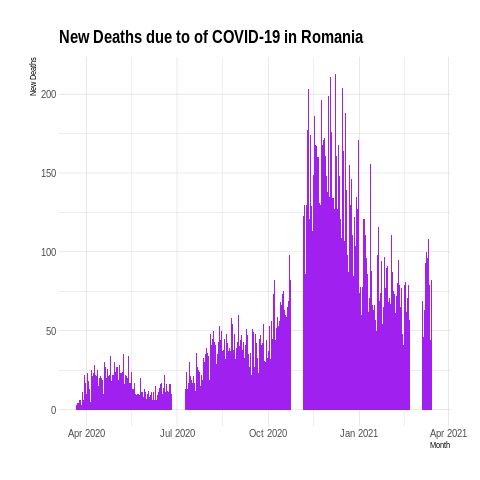 New Deaths due to of COVID-19 in Romania
New Deaths
200
150
100
50
0
Apr 2020
Jul 2020
Oct 2020
Jan 2021
Apr 2021
Month